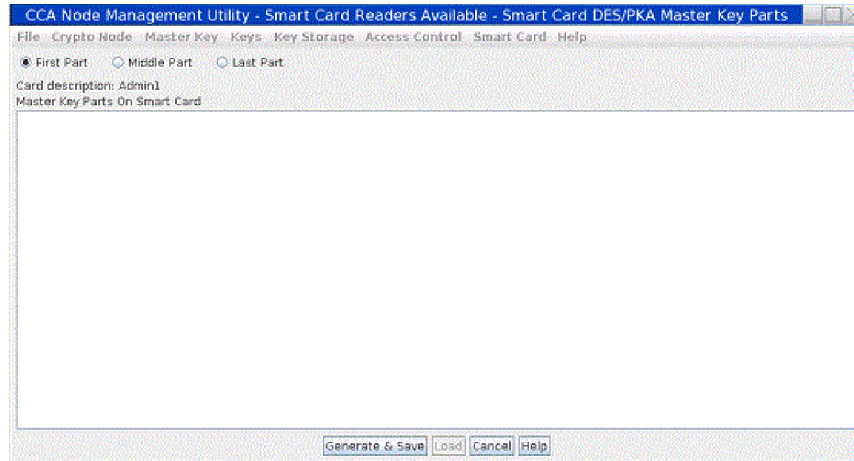 CCA Node Management Utility - Smart Card Readers Available - Smart Card DES/PKA Master Key Parts
File Crypto Node Master Key Keys Key Storage Access Control Smart Card Help
First Part Middle Part Last Part
Card description: Admin1
Master Key Parts On Smart Card
Generate & Save Load Cancel Help